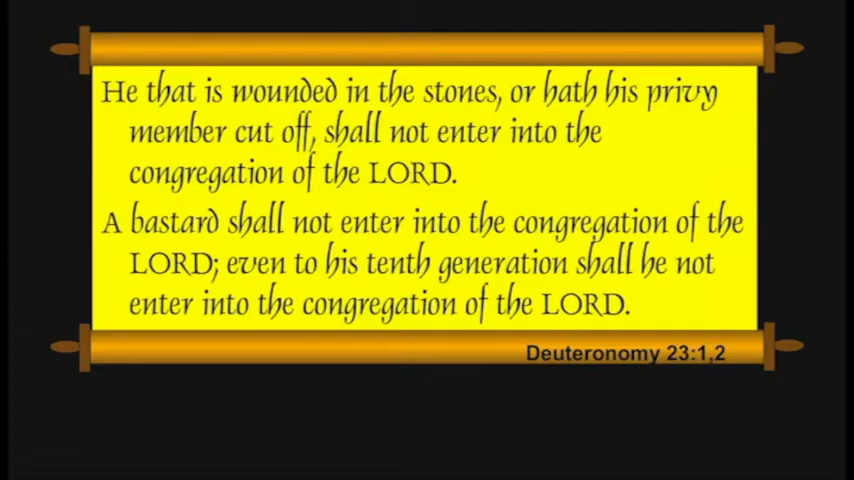 He that is wounded in the stones, or hath his privy
member cut off, shall not enter into the
congregation of the LORD.
A bastard shall not enter into the congregation of the
LORD; even to his tenth generation shall he not
enter into the congregation of the LORD.
Deuteronomy 23:1,2